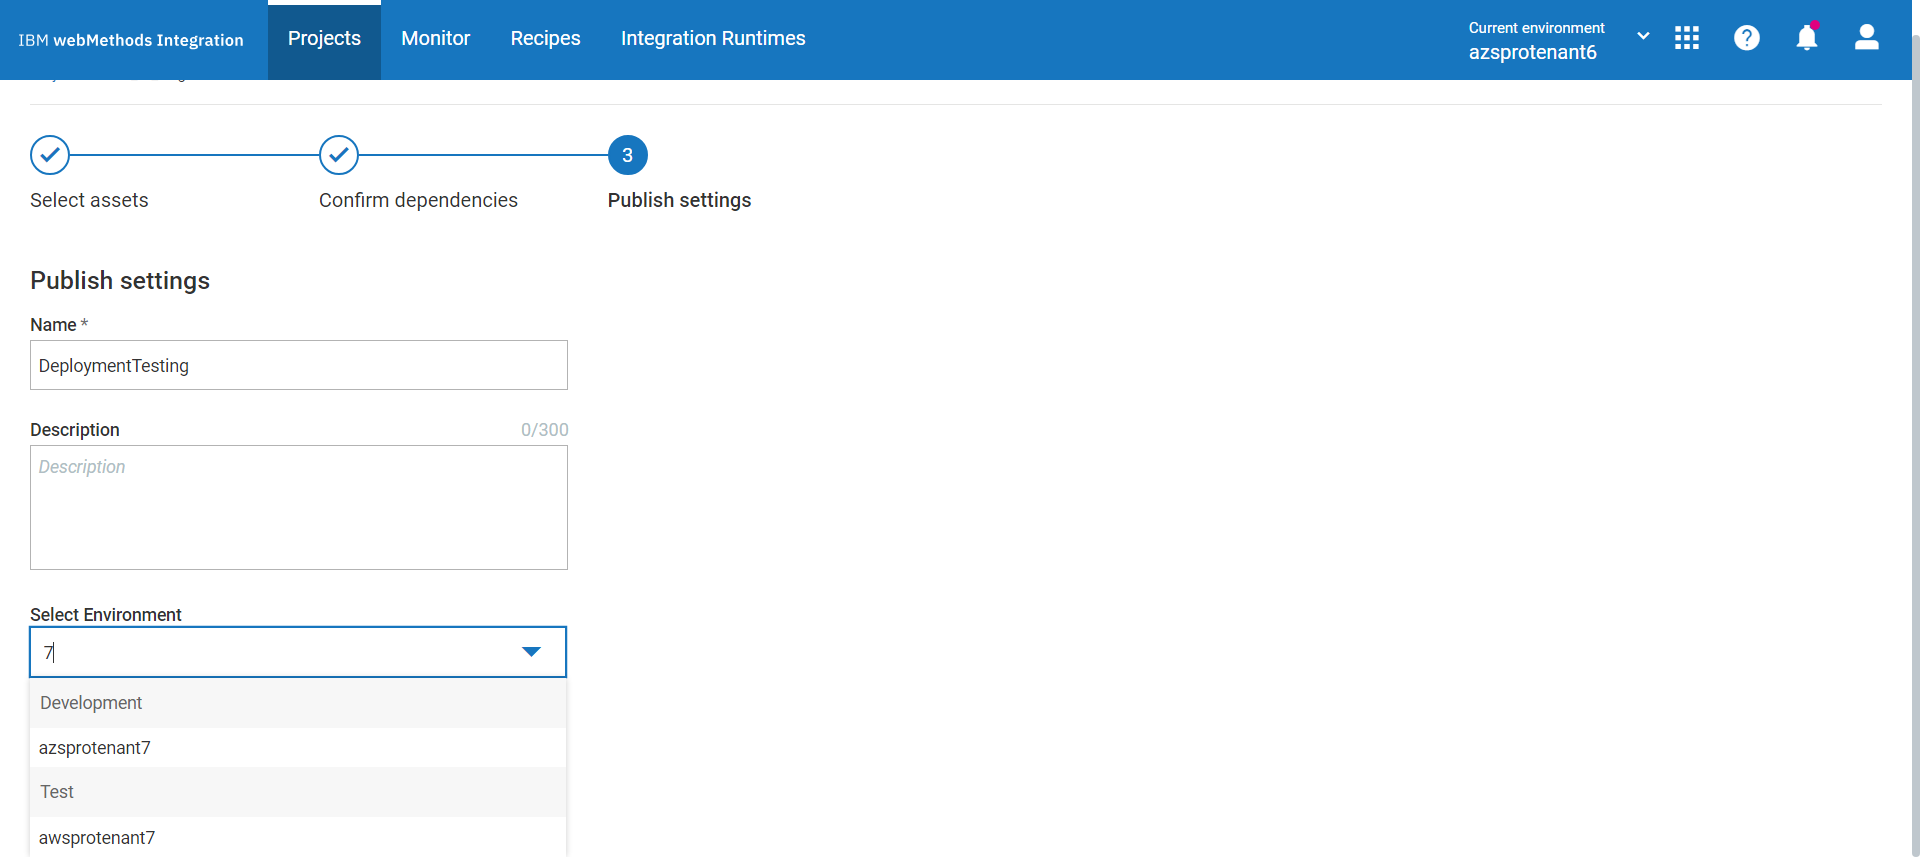 IBM webMethods Integration
Projects
Monitor
Recipes
Integration Runtimes
Current environment
azsprotenant6
3
Select assets
Confirm dependencies
Publish settings
Publish settings
Name *
DeploymentTesting
Description
0/300
Description
Select Environment
7
Development
azsprotenant7
Test
awsprotenant7